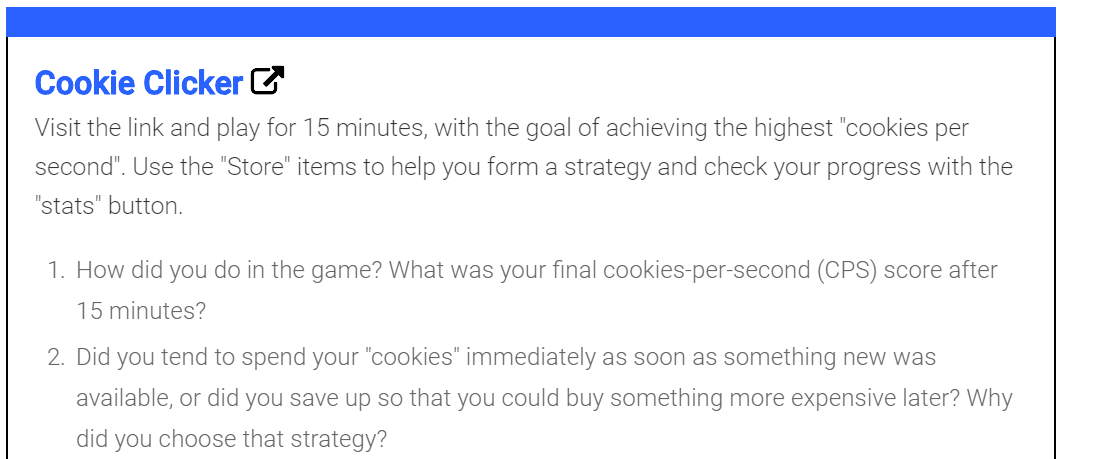 Cookie Clicker
Visit the link and play for 15 minutes, with the goal of achieving the highest "cookies per
second". Use the "Store" items to help you form a strategy and check your progress with the
"stats" button.
1. How did you do in the game? What was your final cookies-per-second (CPS) score after
15 minutes?
2. Did you tend to spend your "cookies" immediately as soon as something new was
available, or did you save up so that you could buy something more expensive later? Why
did you choose that strategy?